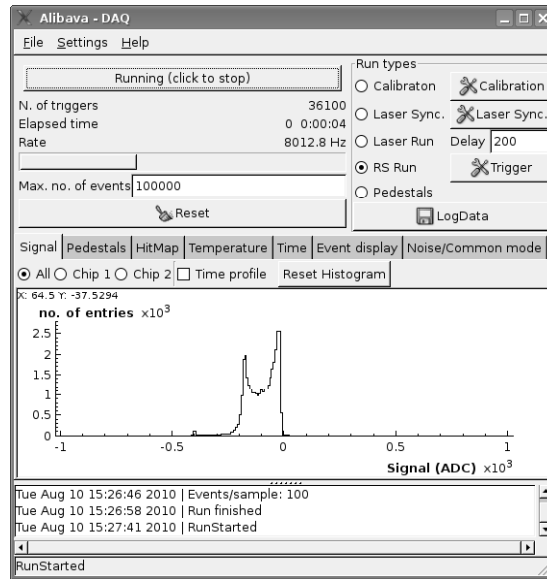 Alibava - DAQ
File Settings Help
Running (click to stop)
N. of triggers 36100
Elapsed time 0 0:00:04
Rate 8012.8 Hz
Max. no. of events 100000
Reset
Run types
Calibraton Calibration
Laser Sync. Laser Sync.
Laser Run Delay 200
RS Run Trigger
Pedestals
LogData
Signal Pedestals HitMap Temperature Time Event display Noise/Common mode
All Chip 1 Chip 2 Time profile Reset Histogram
X: 64.5 Y: -37.5294
no. of entries ×10³
2.5
2
1.5
1
0.5
0
-1 -0.5 0 0.5 1
Signal (ADC) ×10³
Tue Aug 10 15:26:46 2010 | Events/sample: 100
Tue Aug 10 15:26:58 2010 | Run finished
Tue Aug 10 15:27:41 2010 | RunStarted
RunStarted